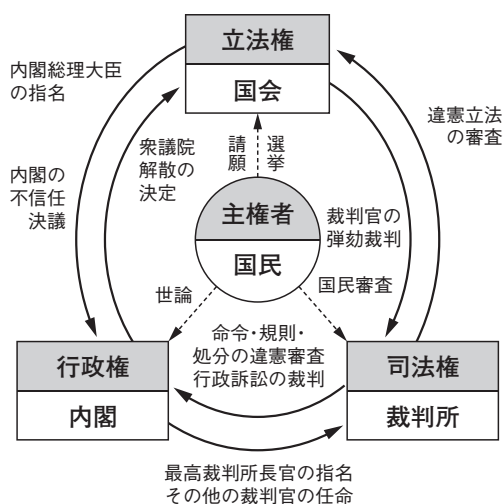 立法権
国会
内閣総理大臣
の指名
違憲立法
の審査
衆議院
解散の
決定
請願
選挙
内閣の
不信任
決議
主権者
国民
裁判官の
弾劾裁判
世論
国民審査
命令・規則・
処分の違憲審査
行政訴訟の裁判
行政権
内閣
司法権
裁判所
最高裁判所長官の指名
その他の裁判官の任命